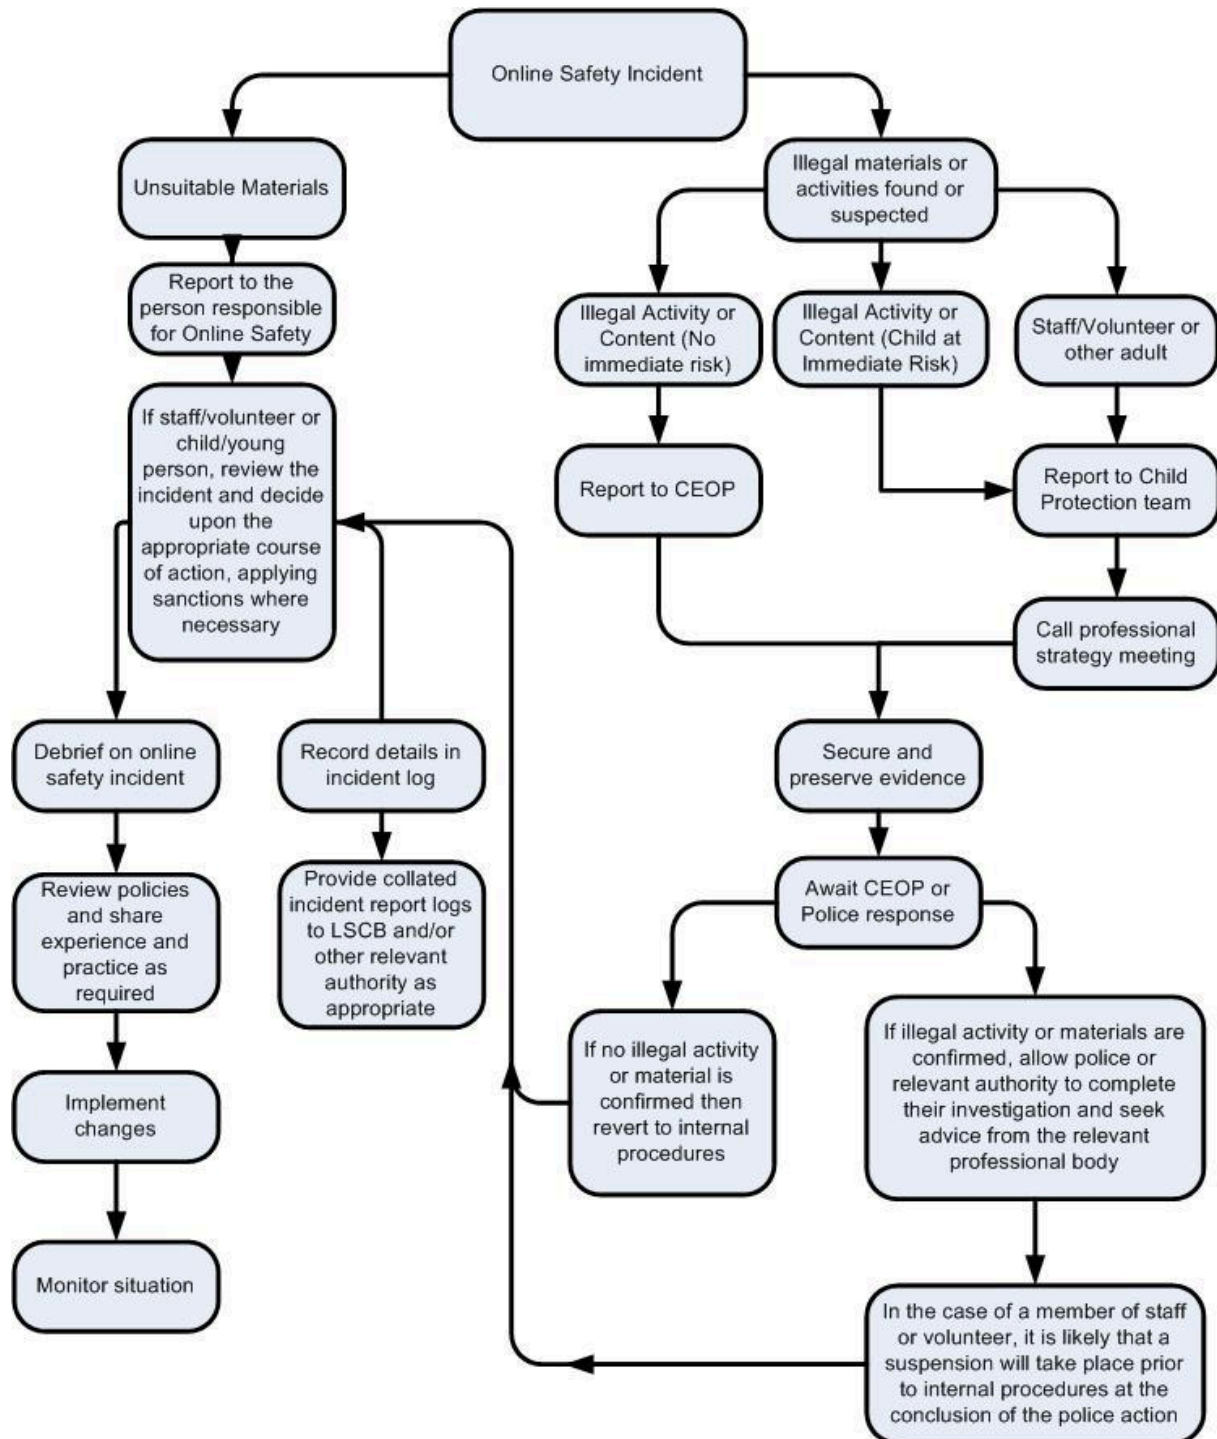 Online Safety Incident
Unsuitable Materials
Illegal materials or
activities found or
suspected
Report to the
person responsible
for Online Safety
Illegal Activity or
Content (No
immediate risk)
Illegal Activity or
Content (Child at
Immediate Risk)
Staff/Volunteer or
other adult
If staff/volunteer or
child/young
person, review the
incident and decide
upon the
appropriate course
of action, applying
sanctions where
necessary
Report to CEOP
Report to Child
Protection team
Call professional
strategy meeting
Debrief on online
safety incident
Record details in
incident log
Secure and
preserve evidence
Review policies
and share
experience and
practice as
required
Provide collated
incident report logs
to LSCB and/or
other relevant
authority as
appropriate
Await CEOP or
Police response
If no illegal activity
or material is
confirmed then
revert to internal
procedures
If illegal activity or materials are
confirmed, allow police or
relevant authority to complete
their investigation and seek
advice from the relevant
professional body
Implement
changes
Monitor situation
In the case of a member of staff
or volunteer, it is likely that a
suspension will take place prior
to internal procedures at the
conclusion of the police action